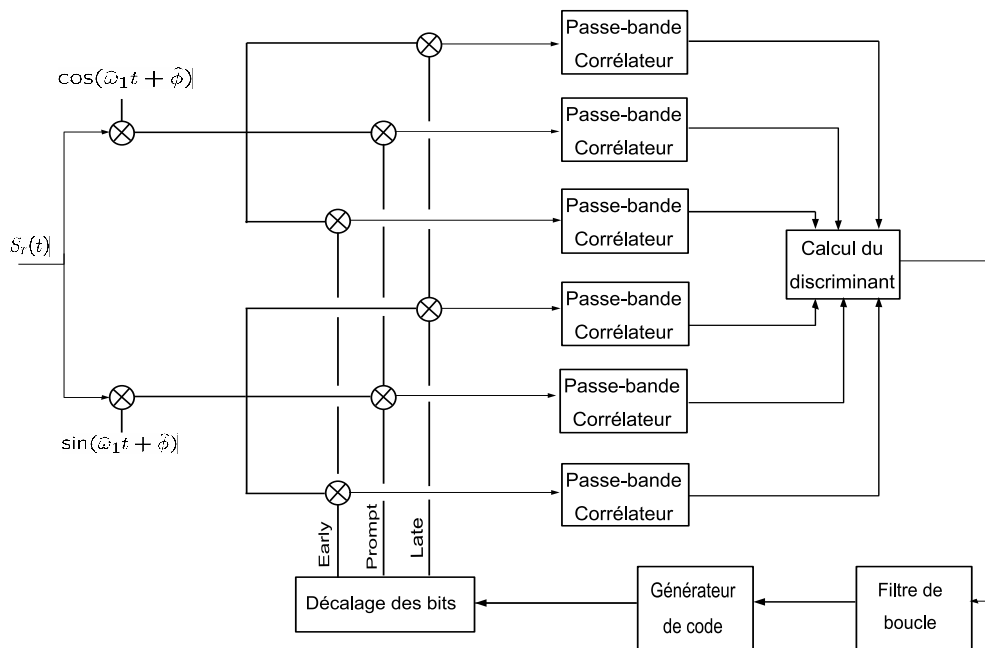 Passe-bande
Corrélateur
cos(ω̂₁t + φ̂)|
Passe-bande
Corrélateur
Passe-bande
Corrélateur
S_r(t)|
Calcul du
discriminant
Passe-bande
Corrélateur
Passe-bande
Corrélateur
sin(ω̂₁t + φ̂)|
Passe-bande
Corrélateur
Early
Prompt
Late
Décalage des bits
Générateur
de code
Filtre de
boucle